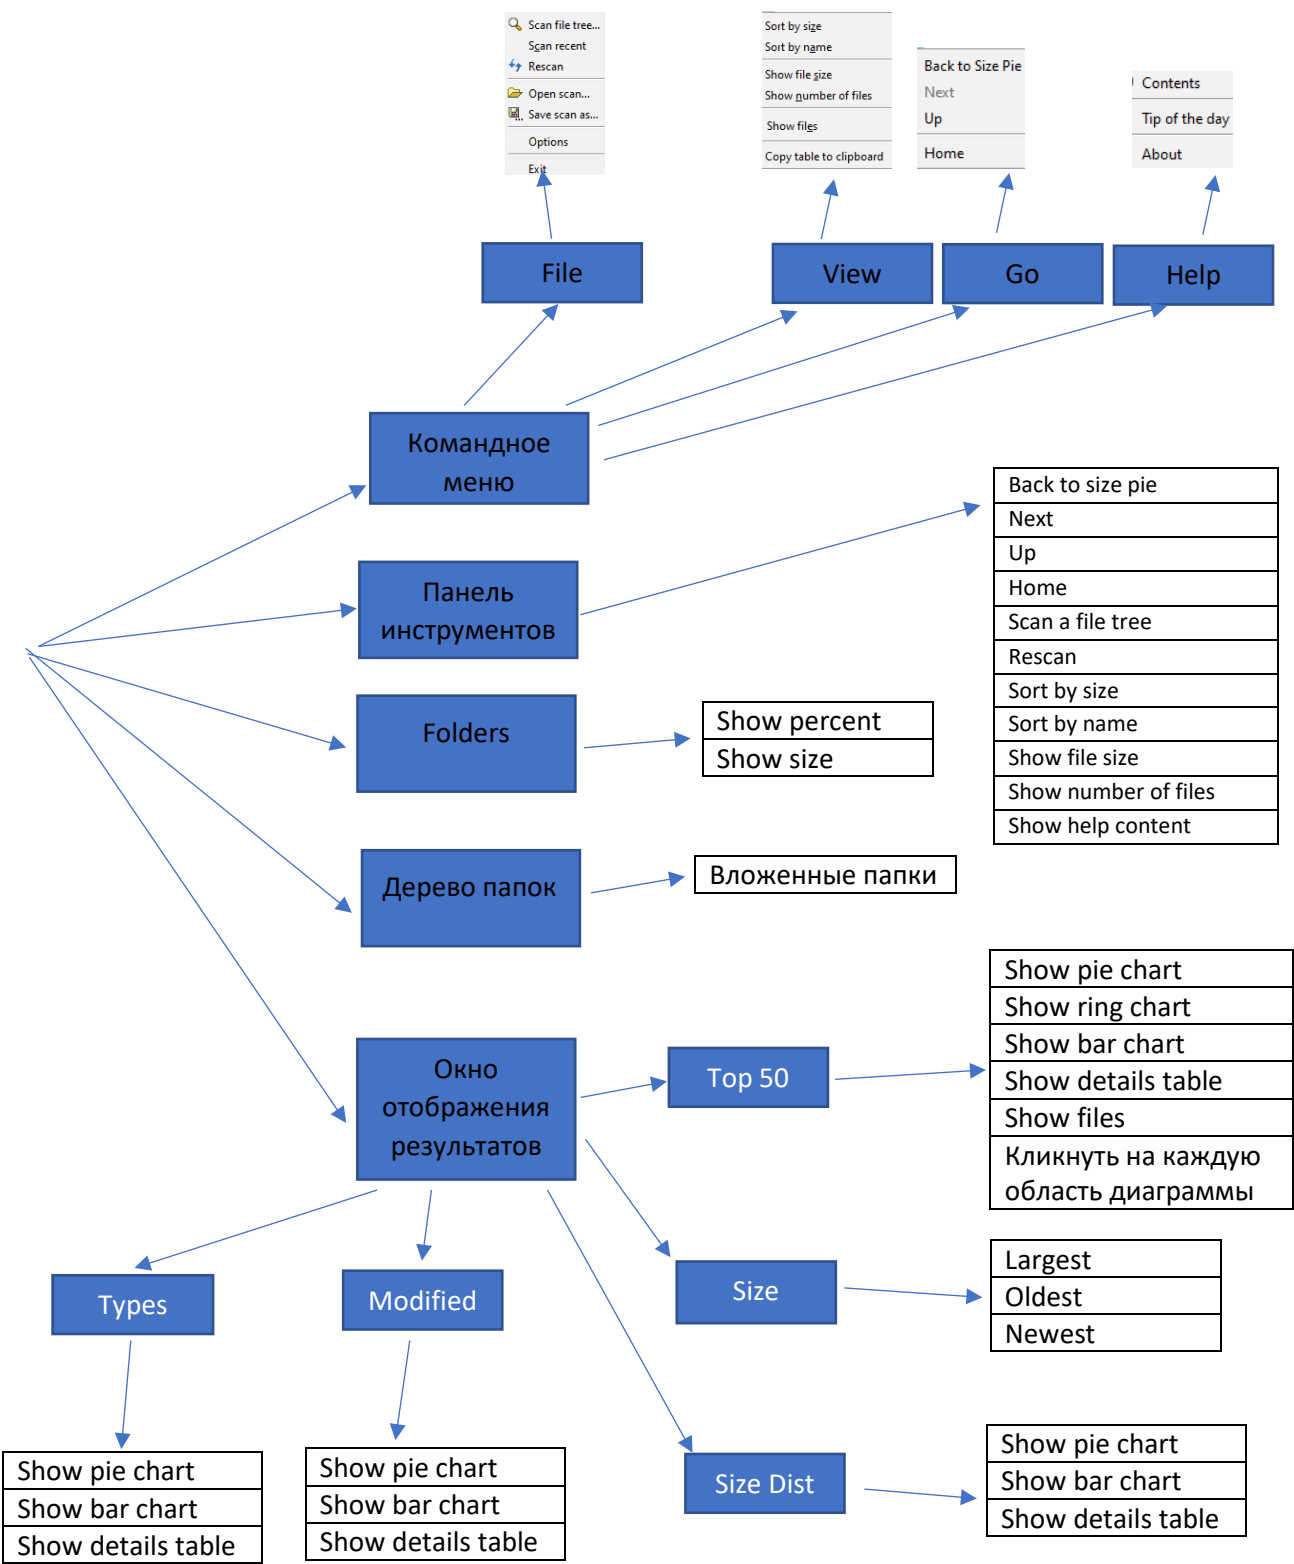 Scan file tree...
Scan recent
Rescan
Open scan...
Save scan as...
Options
Exit
Sort by size
Sort by name
Show file size
Show number of files
Show files
Copy table to clipboard
Back to Size Pie
Next
Up
Home
Contents
Tip of the day
About
File
View
Go
Help
Командное
меню
Панель
инструментов
Back to size pie
Next
Up
Home
Scan a file tree
Rescan
Sort by size
Sort by name
Show file size
Show number of files
Show help content
Folders
Show percent
Show size
Дерево папок
Вложенные папки
Окно
отображения
результатов
Top 50
Show pie chart
Show ring chart
Show bar chart
Show details table
Show files
Кликнуть на каждую
область диаграммы
Size
Largest
Oldest
Newest
Types
Modified
Size Dist
Show pie chart
Show bar chart
Show details table
Show pie chart
Show bar chart
Show details table
Show pie chart
Show bar chart
Show details table